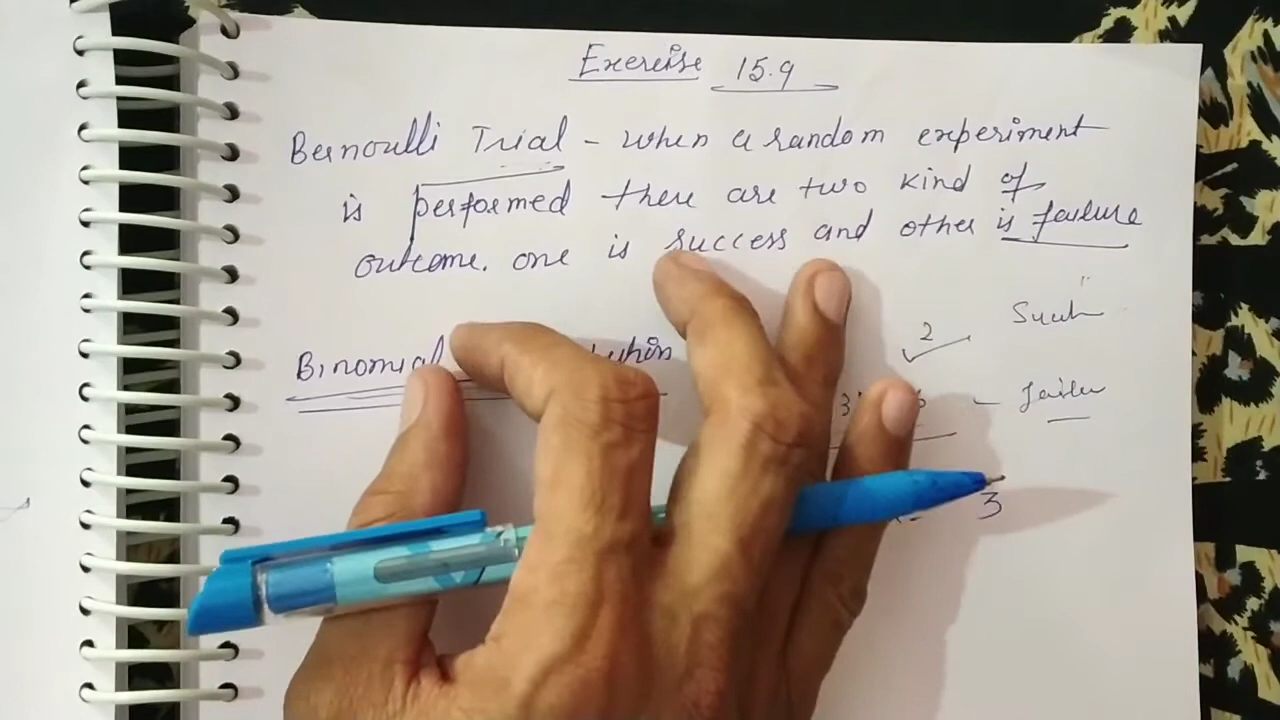 Exercise 15.9
Bernoulli Trial - when a random experiment
is performed there are two kind of
outcome. one is success and other is failure
2
Binomial
3